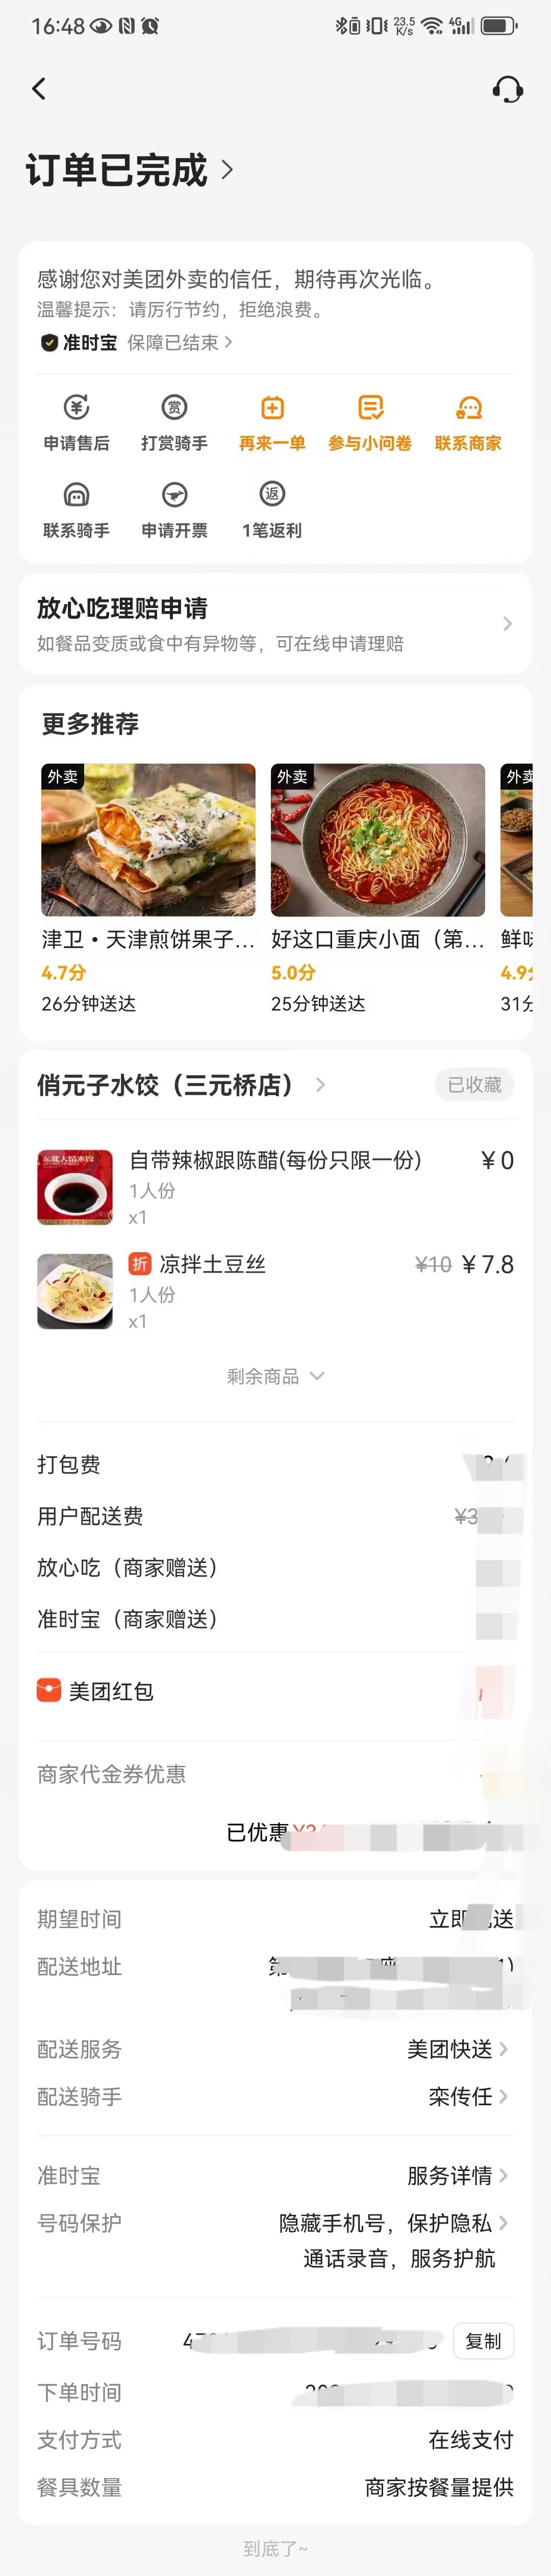 16:48
23.5
K/s
4G
订单已完成
感谢您对美团外卖的信任，期待再次光临。
温馨提示：请厉行节约，拒绝浪费。
准时宝 保障已结束
申请售后 打赏骑手 再来一单 参与小问卷 联系商家
联系骑手 申请开票 1笔返利
放心吃理赔申请
如餐品变质或食中有异物等，可在线申请理赔
更多推荐
外卖 外卖 外卖
津卫·天津煎饼果子... 好这口重庆小面（第... 鲜味
4.7分 5.0分 4.9分
26分钟送达 25分钟送达 31分
俏元子水饺（三元桥店） 已收藏
东北大馅水饺
自带辣椒跟陈醋(每份只限一份) ￥0
1人份
x1
折 凉拌土豆丝 ¥10 ￥7.8
1人份
x1
剩余商品
打包费
用户配送费 ¥3
放心吃（商家赠送）
准时宝（商家赠送）
美团红包
商家代金券优惠
已优惠
期望时间 立即 送
配送地址 第
配送服务 美团快送
配送骑手 栾传任
准时宝 服务详情
号码保护 隐藏手机号，保护隐私
通话录音，服务护航
订单号码 复制
下单时间
支付方式 在线支付
餐具数量 商家按餐量提供
到底了~